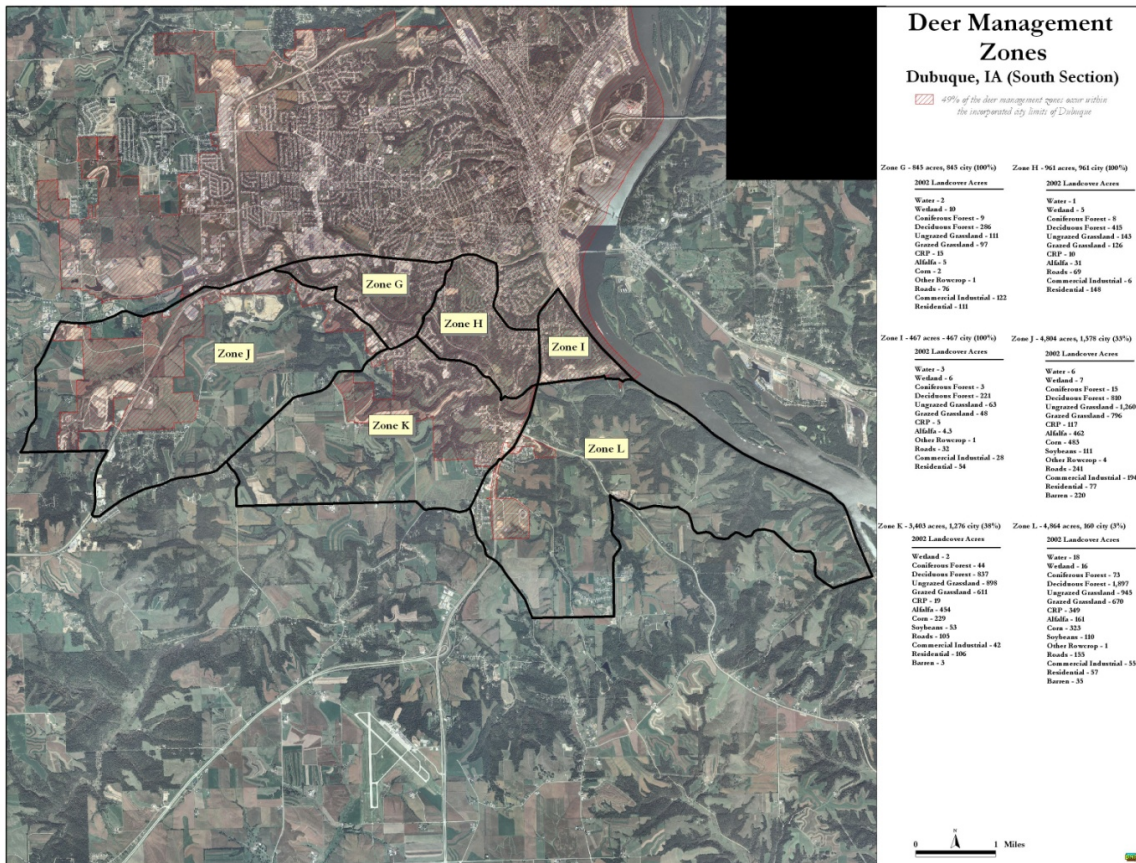 Deer Management
Zones
Dubuque, IA (South Section)
49% of the deer management zones occur within
the incorporated city limits of Dubuque
Zone G - 845 acres, 845 city (100%)
2002 Landcover Acres
Water - 2
Wetland - 10
Coniferous Forest - 9
Deciduous Forest - 286
Ungrazed Grassland - 111
Grazed Grassland - 97
CRP - 15
Alfalfa - 5
Corn - 2
Other Rowcrop - 1
Roads - 76
Commercial Industrial - 122
Residential - 111
Zone H - 961 acres, 961 city (100%)
2002 Landcover Acres
Water - 1
Wetland - 5
Coniferous Forest - 8
Deciduous Forest - 415
Ungrazed Grassland - 143
Grazed Grassland - 126
CRP - 10
Alfalfa - 31
Roads - 69
Commercial Industrial - 6
Residential - 148
Zone I - 467 acres - 467 city (100%)
2002 Landcover Acres
Water - 3
Wetland - 6
Coniferous Forest - 3
Deciduous Forest - 221
Ungrazed Grassland - 63
Grazed Grassland - 48
CRP - 5
Alfalfa - 4.3
Other Rowcrop - 1
Roads - 32
Commercial Industrial - 28
Residential - 54
Zone J - 4,804 acres, 1,578 city (33%)
2002 Landcover Acres
Water - 6
Wetland - 7
Coniferous Forest - 15
Deciduous Forest - 810
Ungrazed Grassland - 1,260
Grazed Grassland - 796
CRP - 117
Alfalfa - 462
Corn - 483
Soybeans - 111
Other Rowcrop - 4
Roads - 241
Commercial Industrial - 194
Residential - 77
Barren - 220
Zone K - 3,403 acres, 1,276 city (38%)
2002 Landcover Acres
Wetland - 2
Coniferous Forest - 44
Deciduous Forest - 837
Ungrazed Grassland - 898
Grazed Grassland - 611
CRP - 19
Alfalfa - 454
Corn - 229
Soybeans - 53
Roads - 105
Commercial Industrial - 42
Residential - 106
Barren - 3
Zone L - 4,864 acres, 160 city (3%)
2002 Landcover Acres
Water - 18
Wetland - 16
Coniferous Forest - 73
Deciduous Forest - 1,897
Ungrazed Grassland - 945
Grazed Grassland - 670
CRP - 349
Alfalfa - 161
Corn - 323
Soybeans - 110
Other Rowcrop - 1
Roads - 155
Commercial Industrial - 55
Residential - 57
Barren - 35
Zone G
Zone H
Zone I
Zone J
Zone K
Zone L
N
0 1 Miles